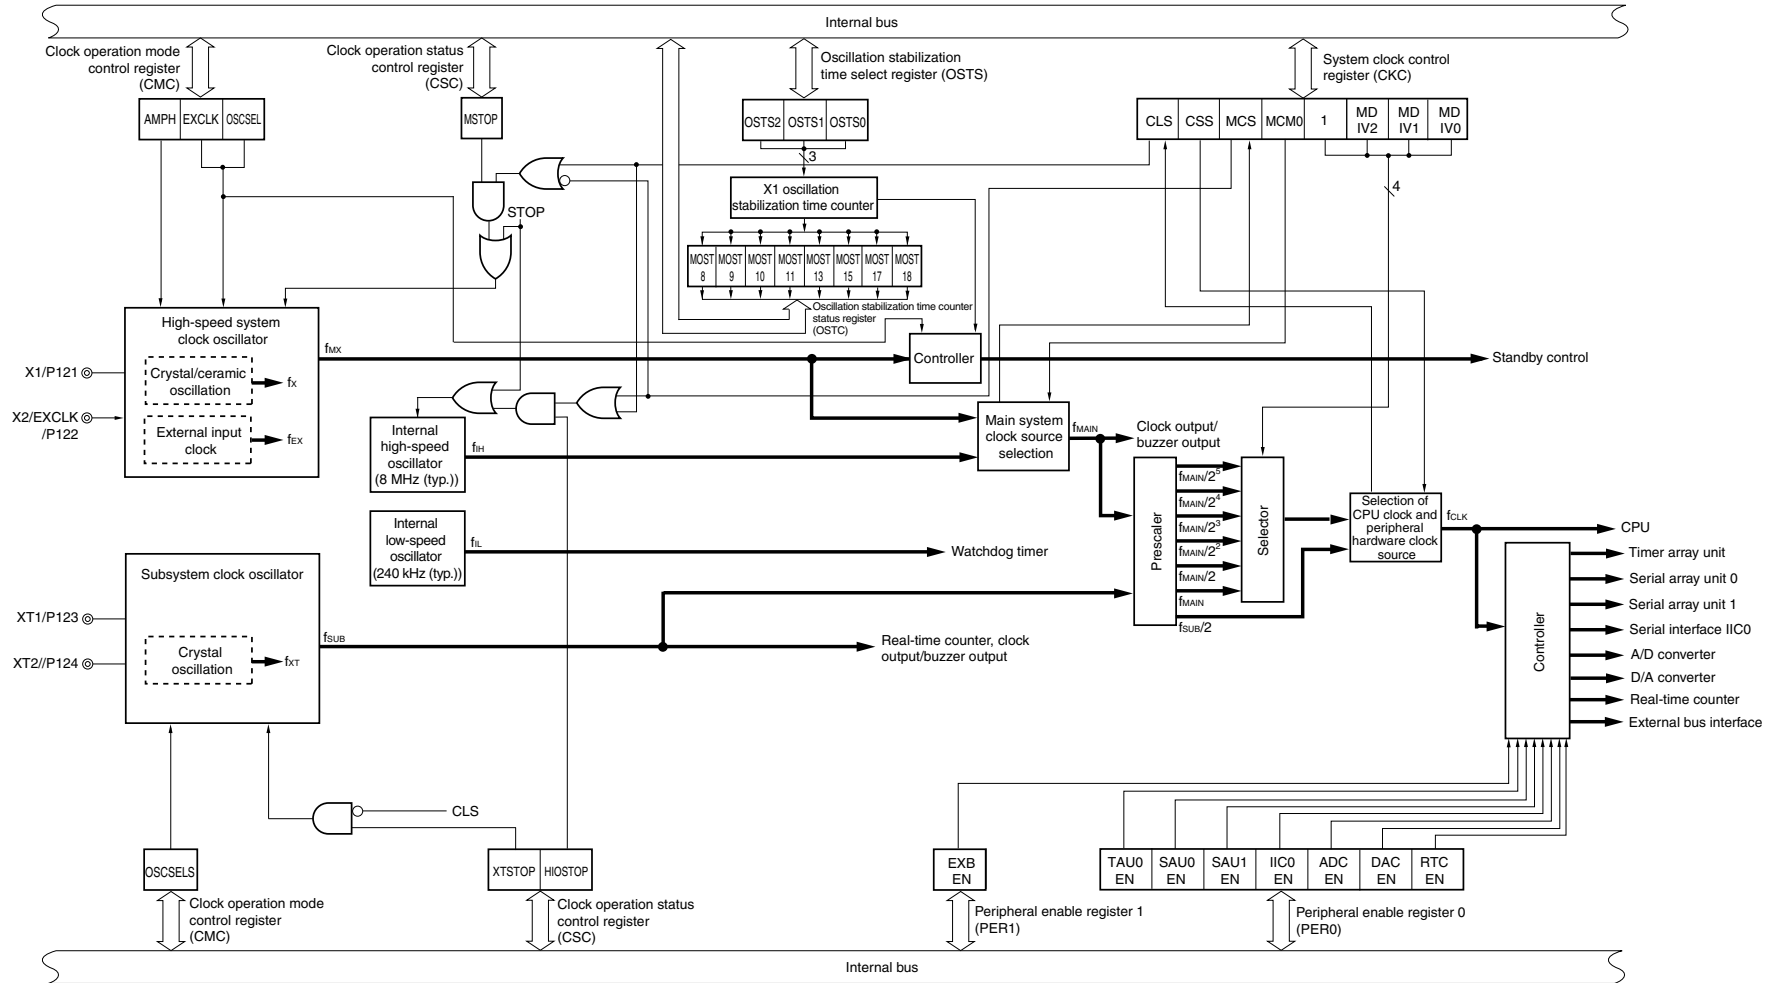 Internal bus
Clock operation mode
control register
(CMC)
Clock operation status
control register
(CSC)
Oscillation stabilization
time select register (OSTS)
System clock control
register (CKC)
AMPH EXCLK OSCSEL
MSTOP
OSTS2 OSTS1 OSTS0
CLS CSS MCS MCM0 1 MD IV2 MD IV1 MD IV0
3
4
X1 oscillation
stabilization time counter
STOP
MOST 8 MOST 9 MOST 10 MOST 11 MOST 13 MOST 15 MOST 17 MOST 18
Oscillation stabilization time counter
status register
(OSTC)
High-speed system
clock oscillator
Crystal/ceramic
oscillation
fX
External input
clock
fEX
X1/P121
X2/EXCLK
/P122
fMX
Controller
Standby control
Internal
high-speed
oscillator
(8 MHz (typ.))
fIH
Main system
clock source
selection
fMAIN
Clock output/
buzzer output
Internal
low-speed
oscillator
(240 kHz (typ.))
fIL
Watchdog timer
Prescaler
fMAIN/2⁵
fMAIN/2⁴
fMAIN/2³
fMAIN/2²
fMAIN/2
fMAIN
fSUB/2
Selector
Selection of
CPU clock and
peripheral
hardware clock
source
fCLK
CPU
Controller
Timer array unit
Serial array unit 0
Serial array unit 1
Serial interface IIC0
A/D converter
D/A converter
Real-time counter
External bus interface
Subsystem clock oscillator
Crystal
oscillation
fXT
XT1/P123
XT2//P124
fSUB
Real-time counter, clock
output/buzzer output
CLS
OSCSELS
XTSTOP HIOSTOP
EXB
EN
TAU0 EN SAU0 EN SAU1 EN IIC0 EN ADC EN DAC EN RTC EN
Clock operation mode
control register
(CMC)
Clock operation status
control register
(CSC)
Peripheral enable register 1
(PER1)
Peripheral enable register 0
(PER0)
Internal bus